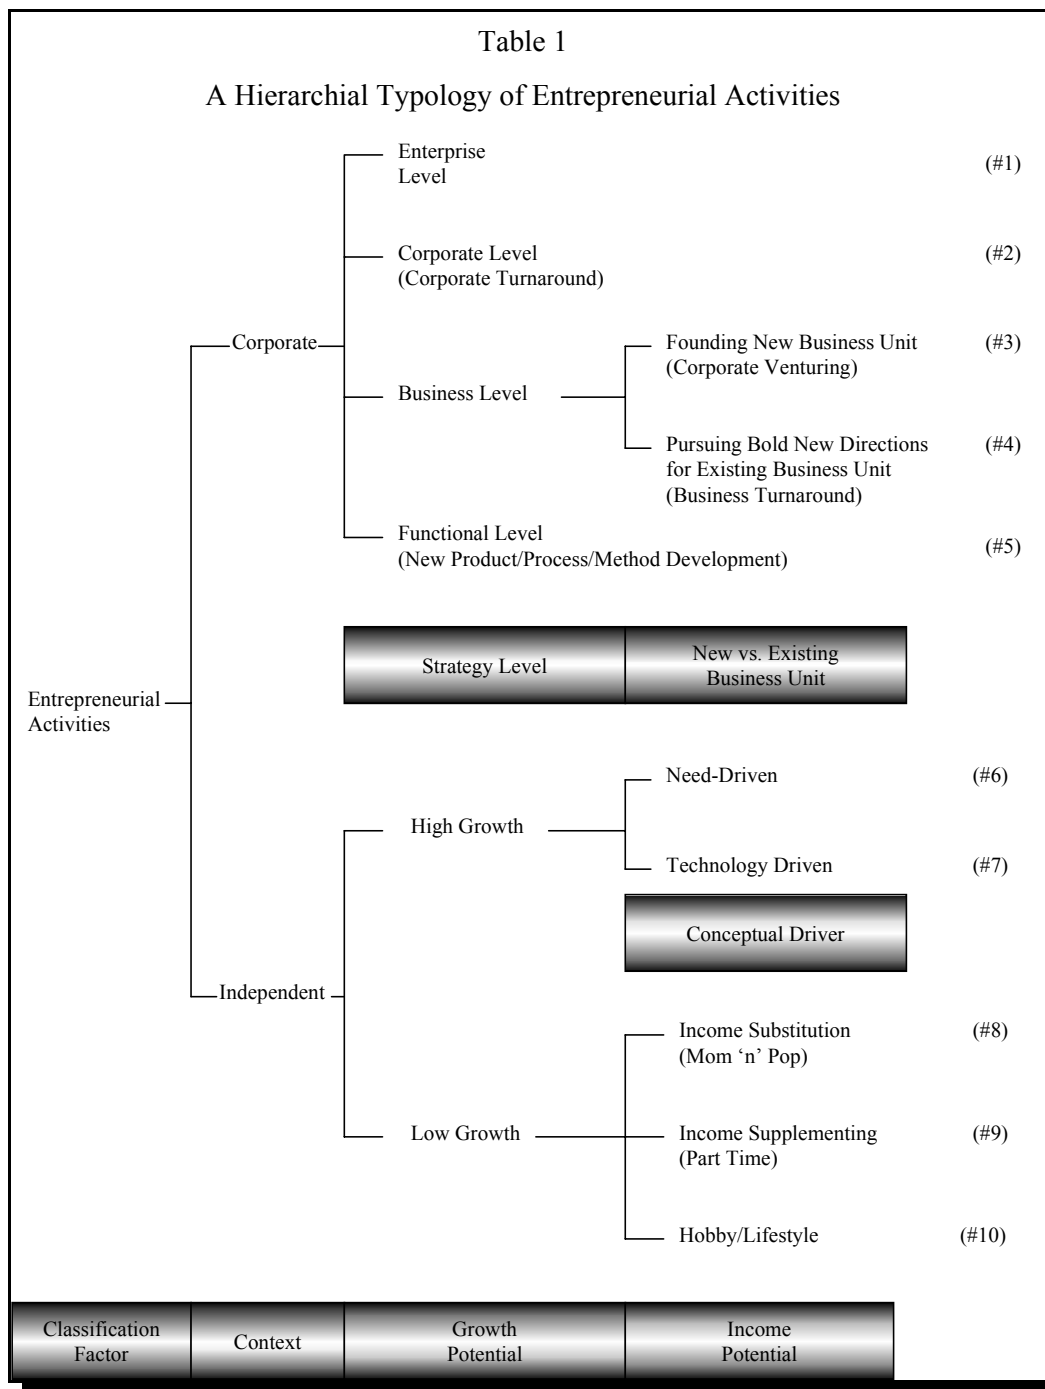 Table 1
A Hierarchial Typology of Entrepreneurial Activities
Enterprise
Level
(#1)
Corporate Level
(Corporate Turnaround)
(#2)
Corporate
Founding New Business Unit
(Corporate Venturing)
(#3)
Business Level
Pursuing Bold New Directions
for Existing Business Unit
(Business Turnaround)
(#4)
Functional Level
(New Product/Process/Method Development)
(#5)
Strategy Level
New vs. Existing
Business Unit
Entrepreneurial
Activities
Need-Driven
(#6)
High Growth
Technology Driven
(#7)
Conceptual Driver
Independent
Income Substitution
(Mom ‘n’ Pop)
(#8)
Low Growth
Income Supplementing
(Part Time)
(#9)
Hobby/Lifestyle
(#10)
Classification
Factor
Context
Growth
Potential
Income
Potential